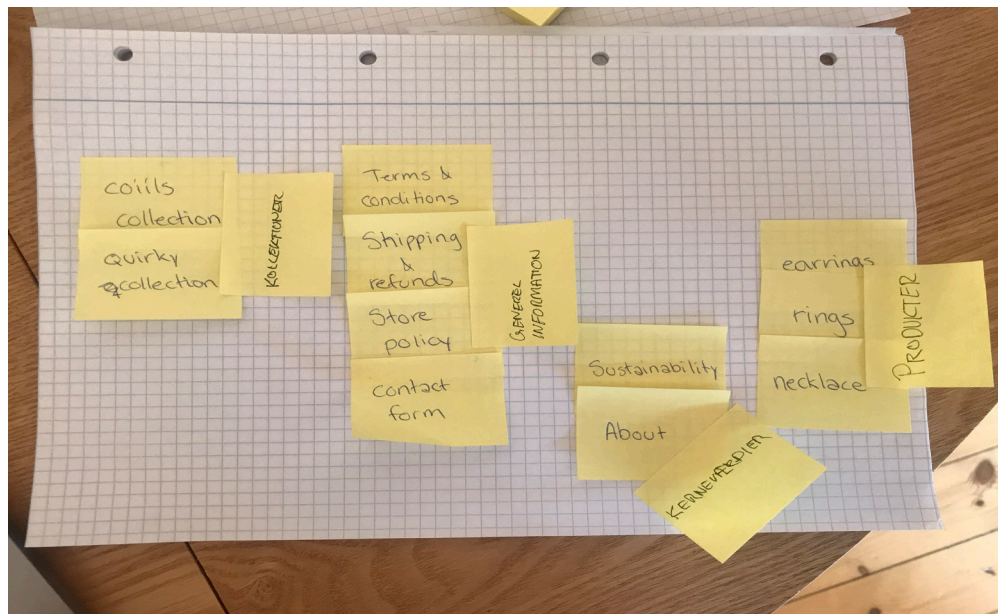 coiils
collection
quirky
collection
KOLLEKTIONER
Terms &
conditions
Shipping
&
refunds
Store
policy
contact
form
GENEREL
INFORMATION
Sustainability
About
KERNEVÆRDIER
earrings
rings
necklace
PRODUKTER